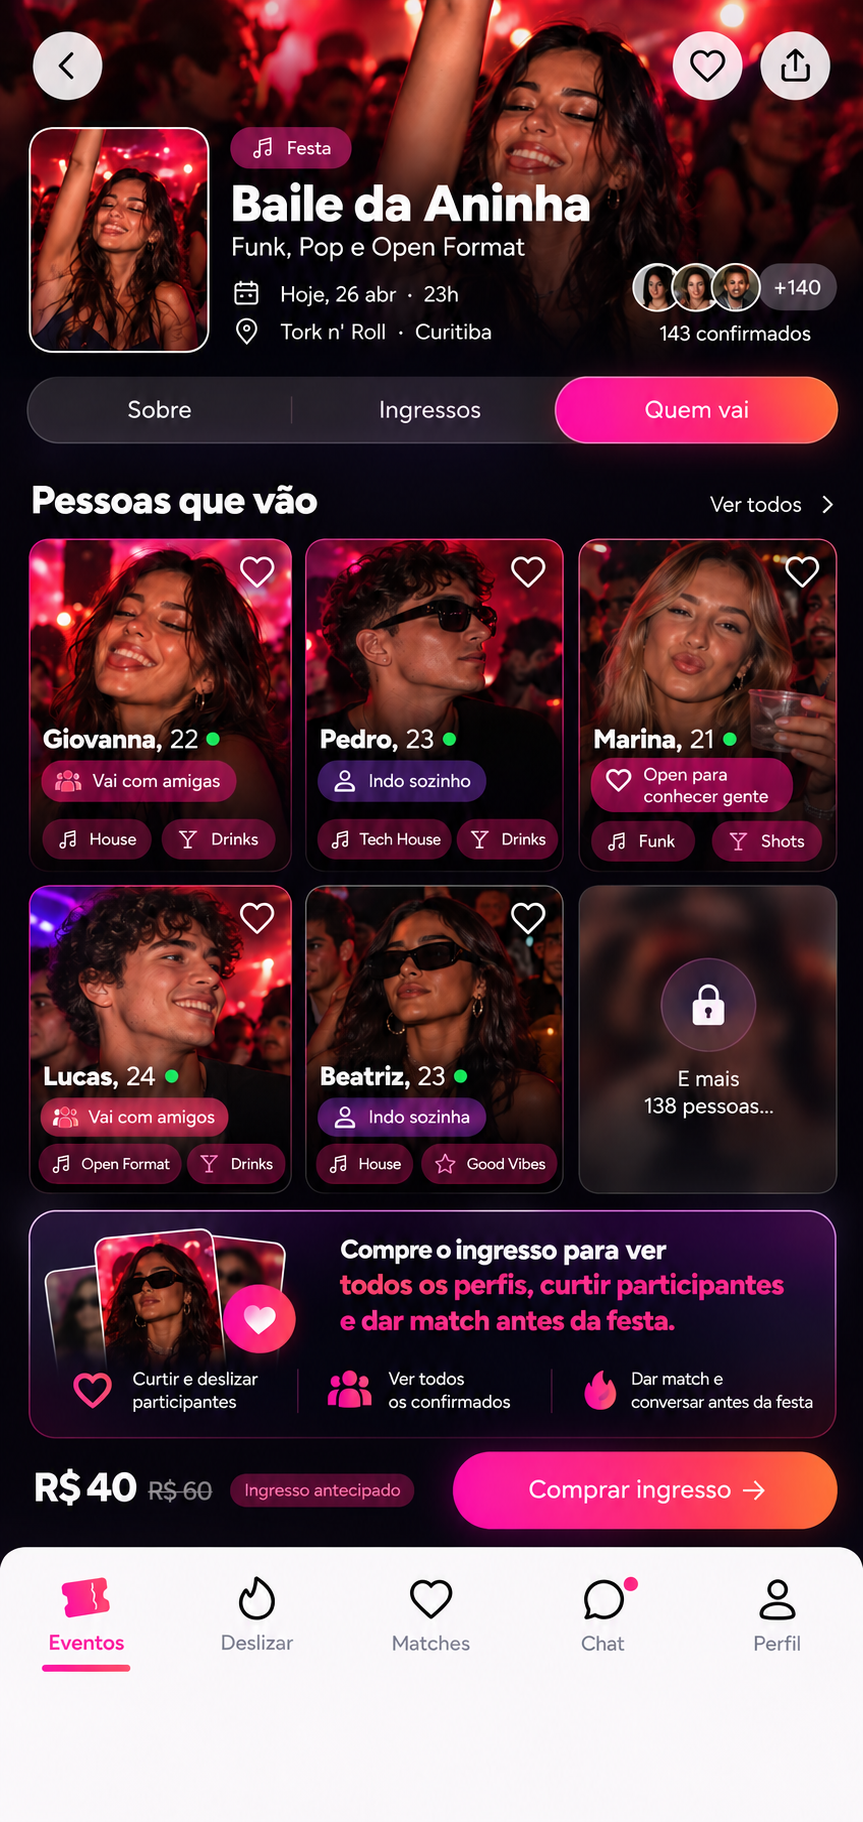 Festa
Baile da Aninha
Funk, Pop e Open Format
Hoje, 26 abr · 23h
Tork n' Roll · Curitiba
+140
143 confirmados
Sobre
Ingressos
Quem vai
Pessoas que vão
Ver todos
Giovanna, 22
Vai com amigas
House
Drinks
Pedro, 23
Indo sozinho
Tech House
Drinks
Marina, 21
Open para
conhecer gente
Funk
Shots
Lucas, 24
Vai com amigos
Open Format
Drinks
Beatriz, 23
Indo sozinha
House
Good Vibes
E mais
138 pessoas...
Compre o ingresso para ver
todos os perfis, curtir participantes
e dar match antes da festa.
Curtir e deslizar
participantes
Ver todos
os confirmados
Dar match e
conversar antes da festa
R$ 40
R$ 60
Ingresso antecipado
Comprar ingresso
Eventos
Deslizar
Matches
Chat
Perfil